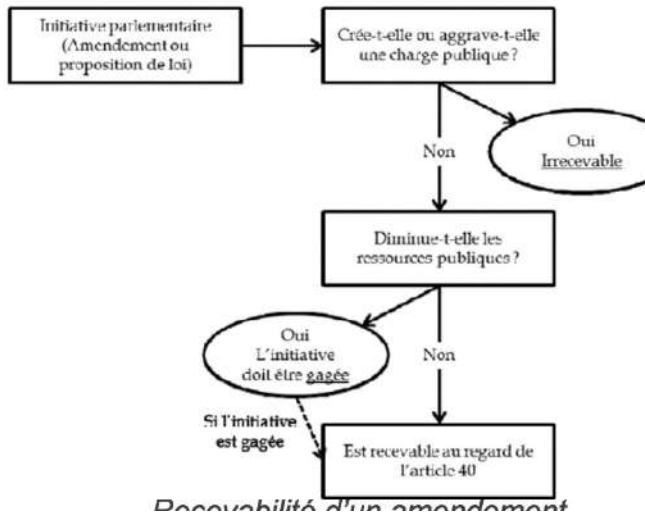 Initiative parlementaire
(Amendement ou
proposition de loi)
Crée-t-elle ou aggrave-t-elle
une charge publique ?
Non
Oui
Irrecevable
Diminue-t-elle les
ressources publiques ?
Oui
L'initiative
doit être gagée
Non
Si l'initiative
est gagée
Est recevable au regard de
l'article 40
Recevabilité d'un amendement